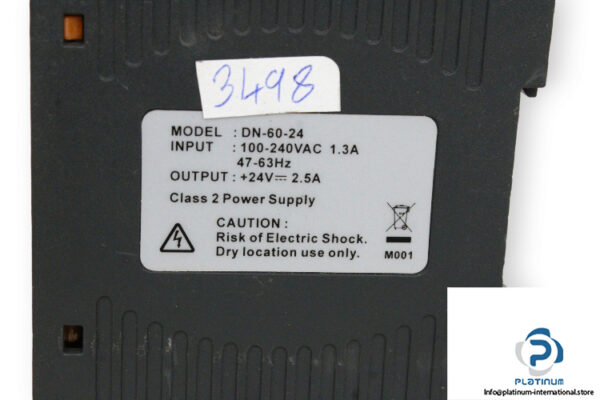 3498
MODEL : DN-60-24
INPUT : 100-240VAC 1.3A
47-63Hz
OUTPUT : +24V⎓ 2.5A
Class 2 Power Supply
CAUTION :
Risk of Electric Shock.
Dry location use only.
M001
PLATINUM
Info@platinum-international.store